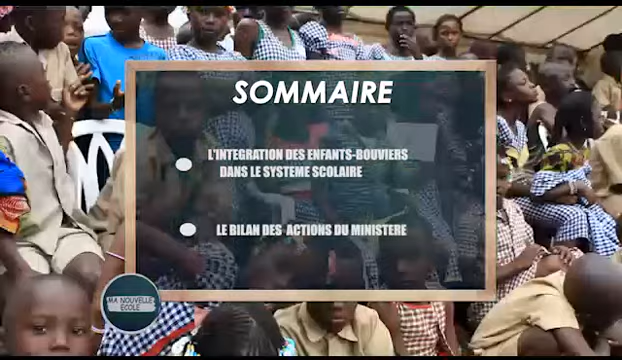 SOMMAIRE
L'INTEGRATION DES ENFANTS-BOUVIERS
DANS LE SYSTEME SCOLAIRE
LE BILAN DES ACTIONS DU MINISTERE
MA NOUVELLE
ECOLE